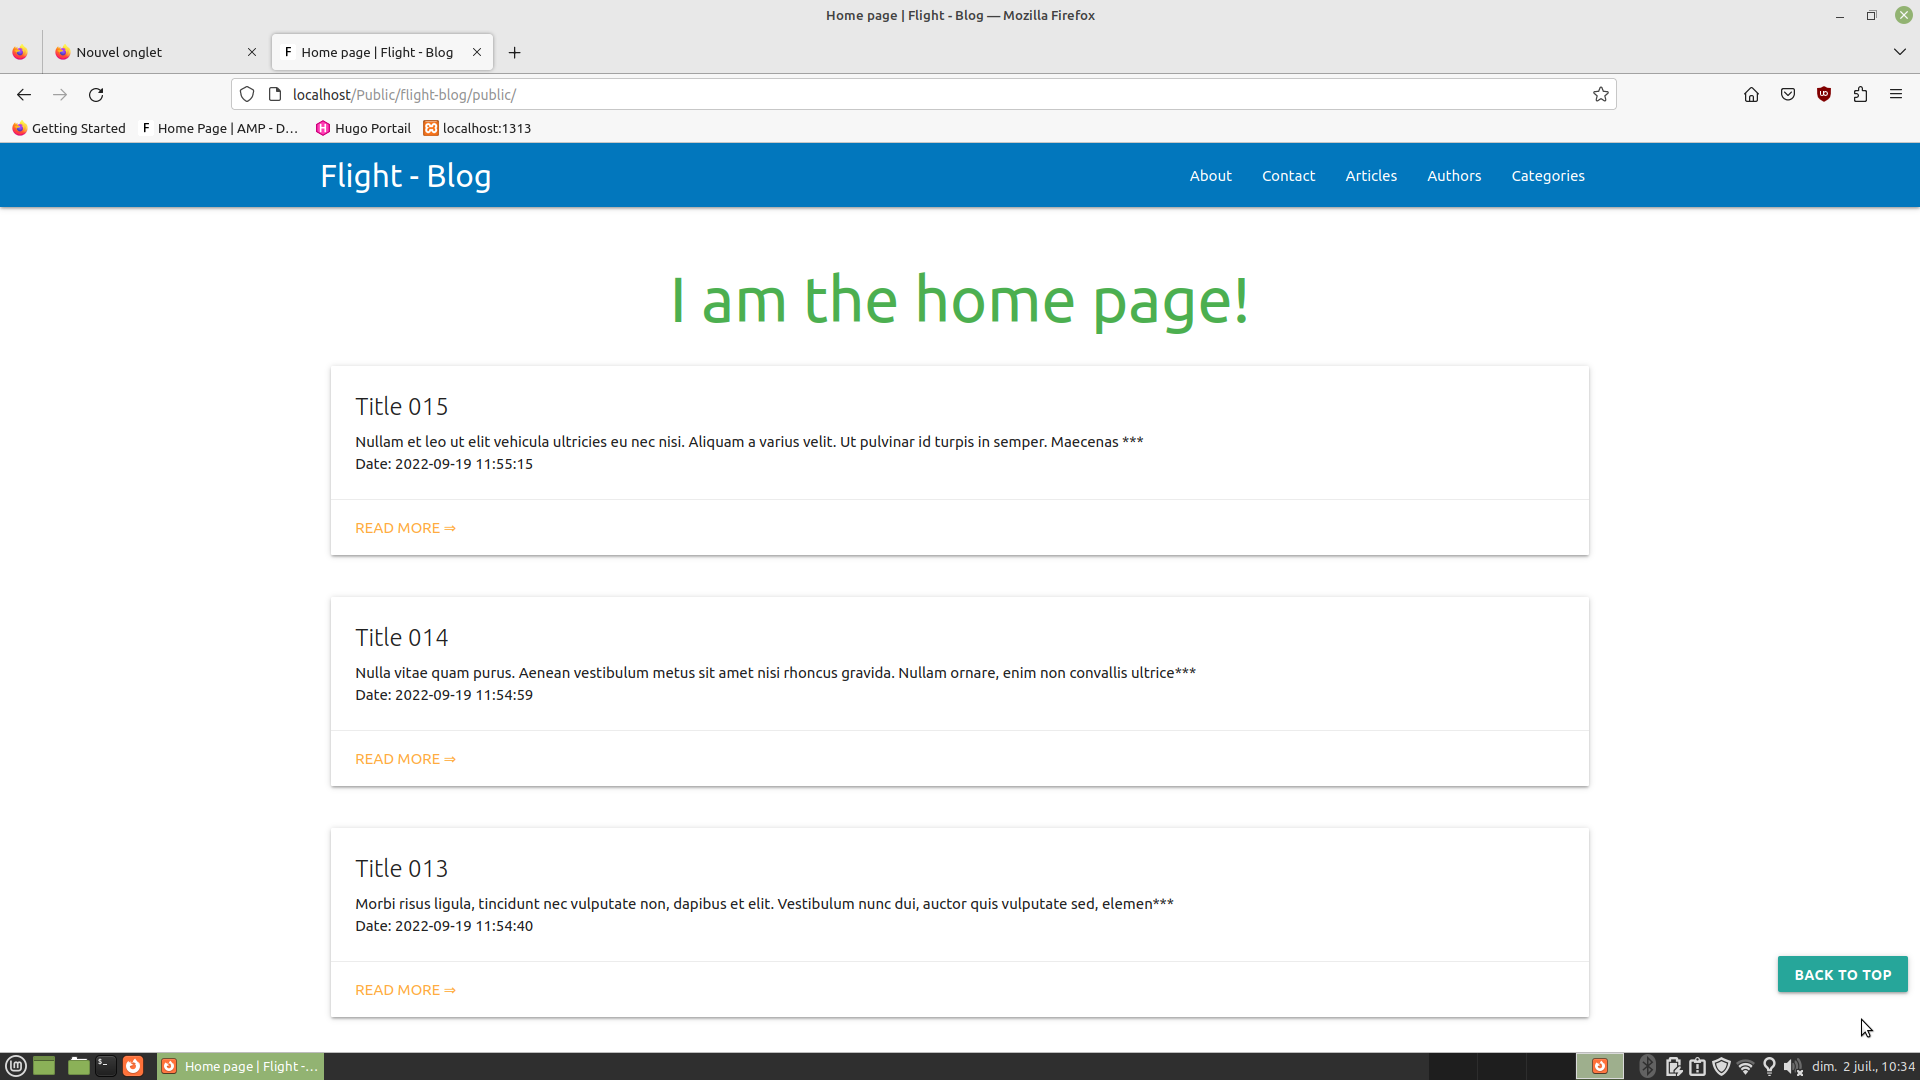 Home page | Flight - Blog — Mozilla Firefox
Nouvel onglet
F Home page | Flight - Blog
localhost/Public/flight-blog/public/
Getting Started
F Home Page | AMP - D...
Hugo Portail
localhost:1313
Flight - Blog
About
Contact
Articles
Authors
Categories
I am the home page!
Title 015
Nullam et leo ut elit vehicula ultricies eu nec nisi. Aliquam a varius velit. Ut pulvinar id turpis in semper. Maecenas ***
Date: 2022-09-19 11:55:15
READ MORE ⇒
Title 014
Nulla vitae quam purus. Aenean vestibulum metus sit amet nisi rhoncus gravida. Nullam ornare, enim non convallis ultrice***
Date: 2022-09-19 11:54:59
READ MORE ⇒
Title 013
Morbi risus ligula, tincidunt nec vulputate non, dapibus et elit. Vestibulum nunc dui, auctor quis vulputate sed, elemen***
Date: 2022-09-19 11:54:40
READ MORE ⇒
BACK TO TOP
Home page | Flight -...
dim. 2 juil., 10:34